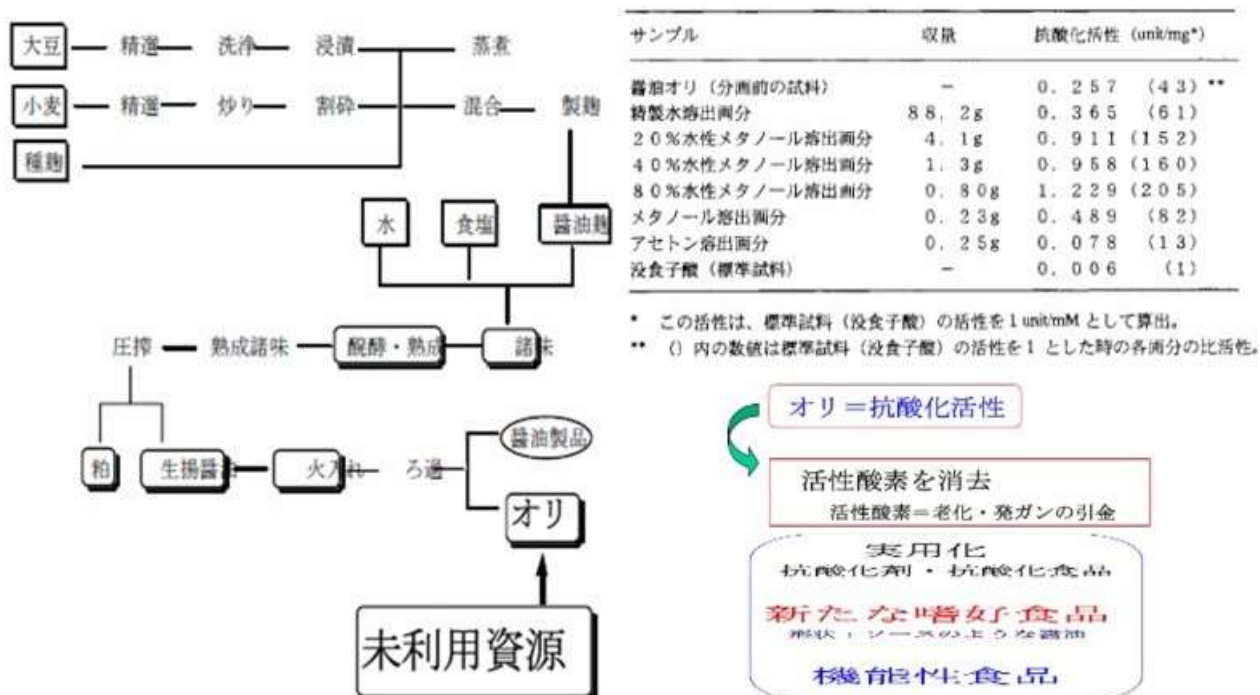 大豆 精選 洗浄 浸漬 蒸煮
小麦 精選 炒り 割砕 混合 製麹
種麹
水 食塩 醤油麹
圧搾 熟成諸味 醗酵・熟成 諸味
粕 生揚醤油 火入れ ろ過 醤油製品
オリ
未利用資源
サンプル 収量 抗酸化活性 (unit/mg*)
醤油オリ(分画前の試料) − 0.257 (43)**
精製水溶出画分 88.2g 0.365 (61)
20%水性メタノール溶出画分 4.1g 0.911 (152)
40%水性メタノール溶出画分 1.3g 0.958 (160)
80%水性メタノール溶出画分 0.80g 1.229 (205)
メタノール溶出画分 0.23g 0.489 (82)
アセトン溶出画分 0.25g 0.078 (13)
没食子酸(標準試料) − 0.006 (1)
* この活性は、標準試料(没食子酸)の活性を1 unit/mM として算出。
** ()内の数値は標準試料(没食子酸)の活性を1 とした時の各画分の比活性。
オリ=抗酸化活性
活性酸素を消去
活性酸素=老化・発ガンの引金
実用化
抗酸化剤・抗酸化食品
新たな嗜好食品
形状:ソースのような醤油
機能性食品